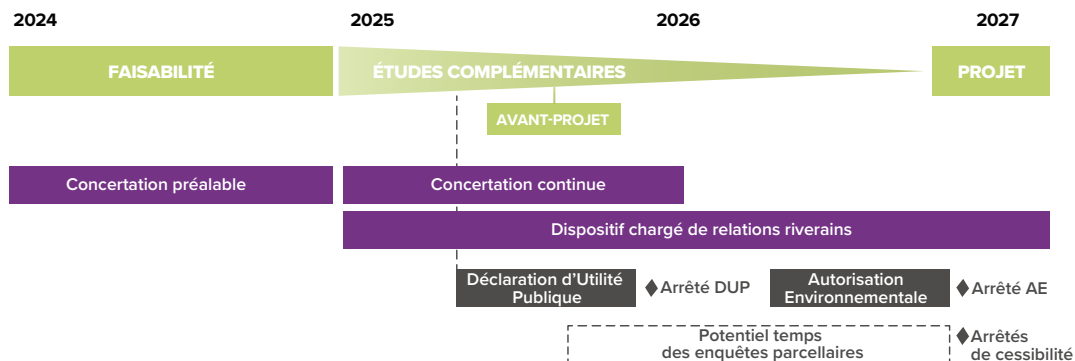 2024 2025 2026 2027
FAISABILITÉ ÉTUDES COMPLÉMENTAIRES PROJET
AVANT-PROJET
Concertation préalable Concertation continue
Dispositif chargé de relations riverains
Déclaration d’Utilité
Publique
Arrêté DUP
Autorisation
Environnementale
Arrêté AE
Potentiel temps
des enquêtes parcellaires
Arrêtés
de cessibilité